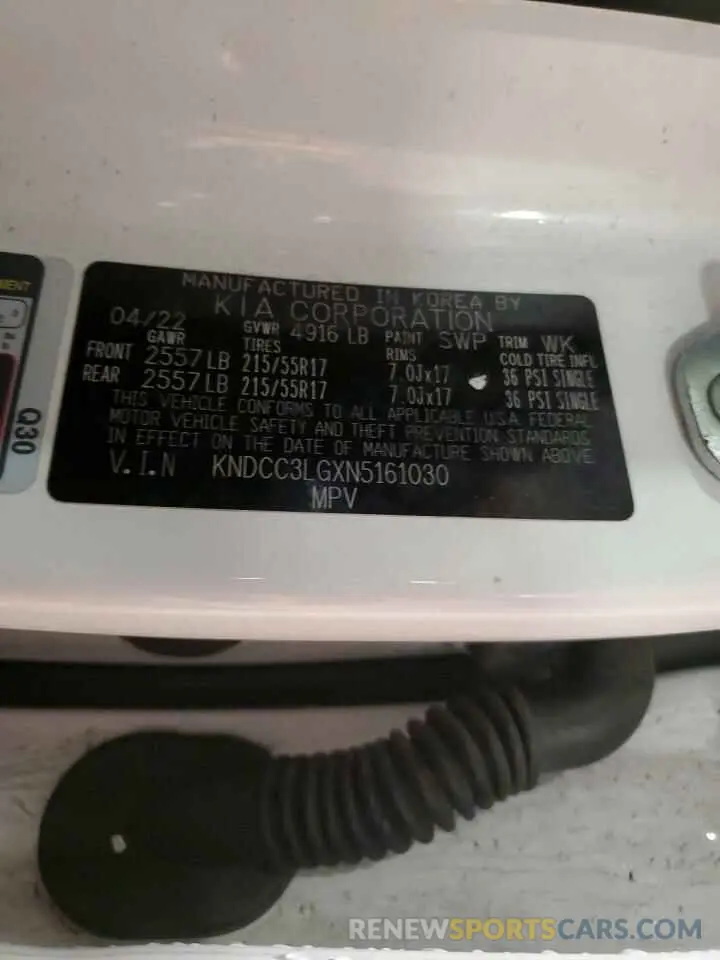 MENT
Q30
MANUFACTURED IN KOREA BY
KIA CORPORATION
04/22 GVWR 4916 LB PAINT SWP TRIM WK
GAWR TIRES RIMS COLD TIRE INFL
FRONT 2557LB 215/55R17 7.0Jx17 36 PSI SINGLE
REAR 2557LB 215/55R17 7.0Jx17 36 PSI SINGLE
THIS VEHICLE CONFORMS TO ALL APPLICABLE U.S.A. FEDERAL
MOTOR VEHICLE SAFETY AND THEFT PREVENTION STANDARDS
IN EFFECT ON THE DATE OF MANUFACTURE SHOWN ABOVE.
V.I.N KNDCC3LGXN5161030
MPV
RENEWSPORTSCARS.COM